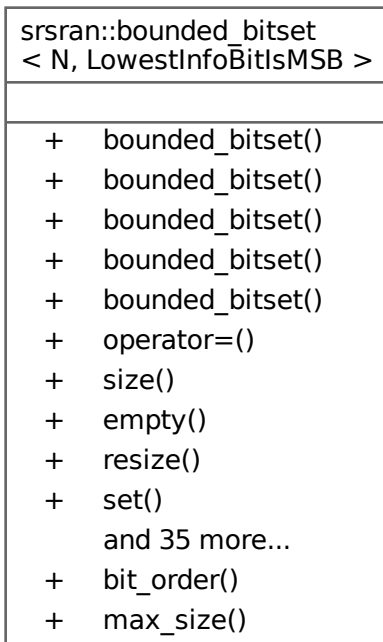 srsran::bounded_bitset
< N, LowestInfoBitIsMSB >
+ bounded_bitset()
+ bounded_bitset()
+ bounded_bitset()
+ bounded_bitset()
+ bounded_bitset()
+ operator=()
+ size()
+ empty()
+ resize()
+ set()
and 35 more...
+ bit_order()
+ max_size()